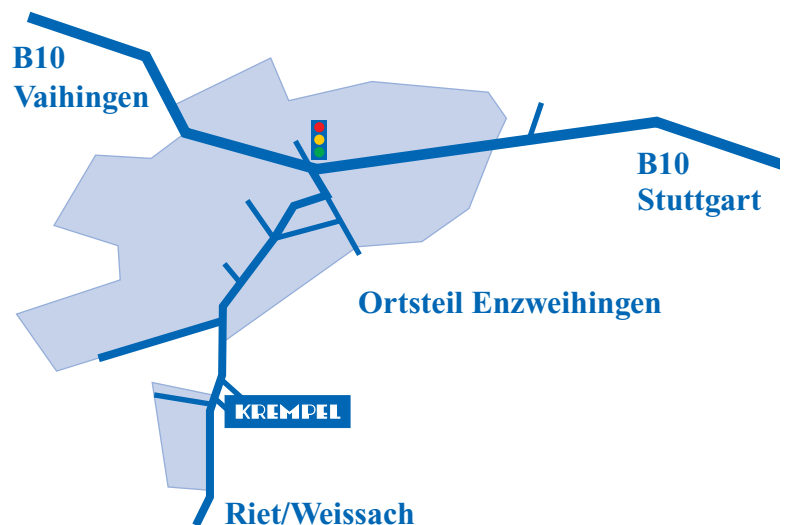 B10
Vaihingen
B10
Stuttgart
Ortsteil Enzweihingen
KREMPEL
Riet/Weissach